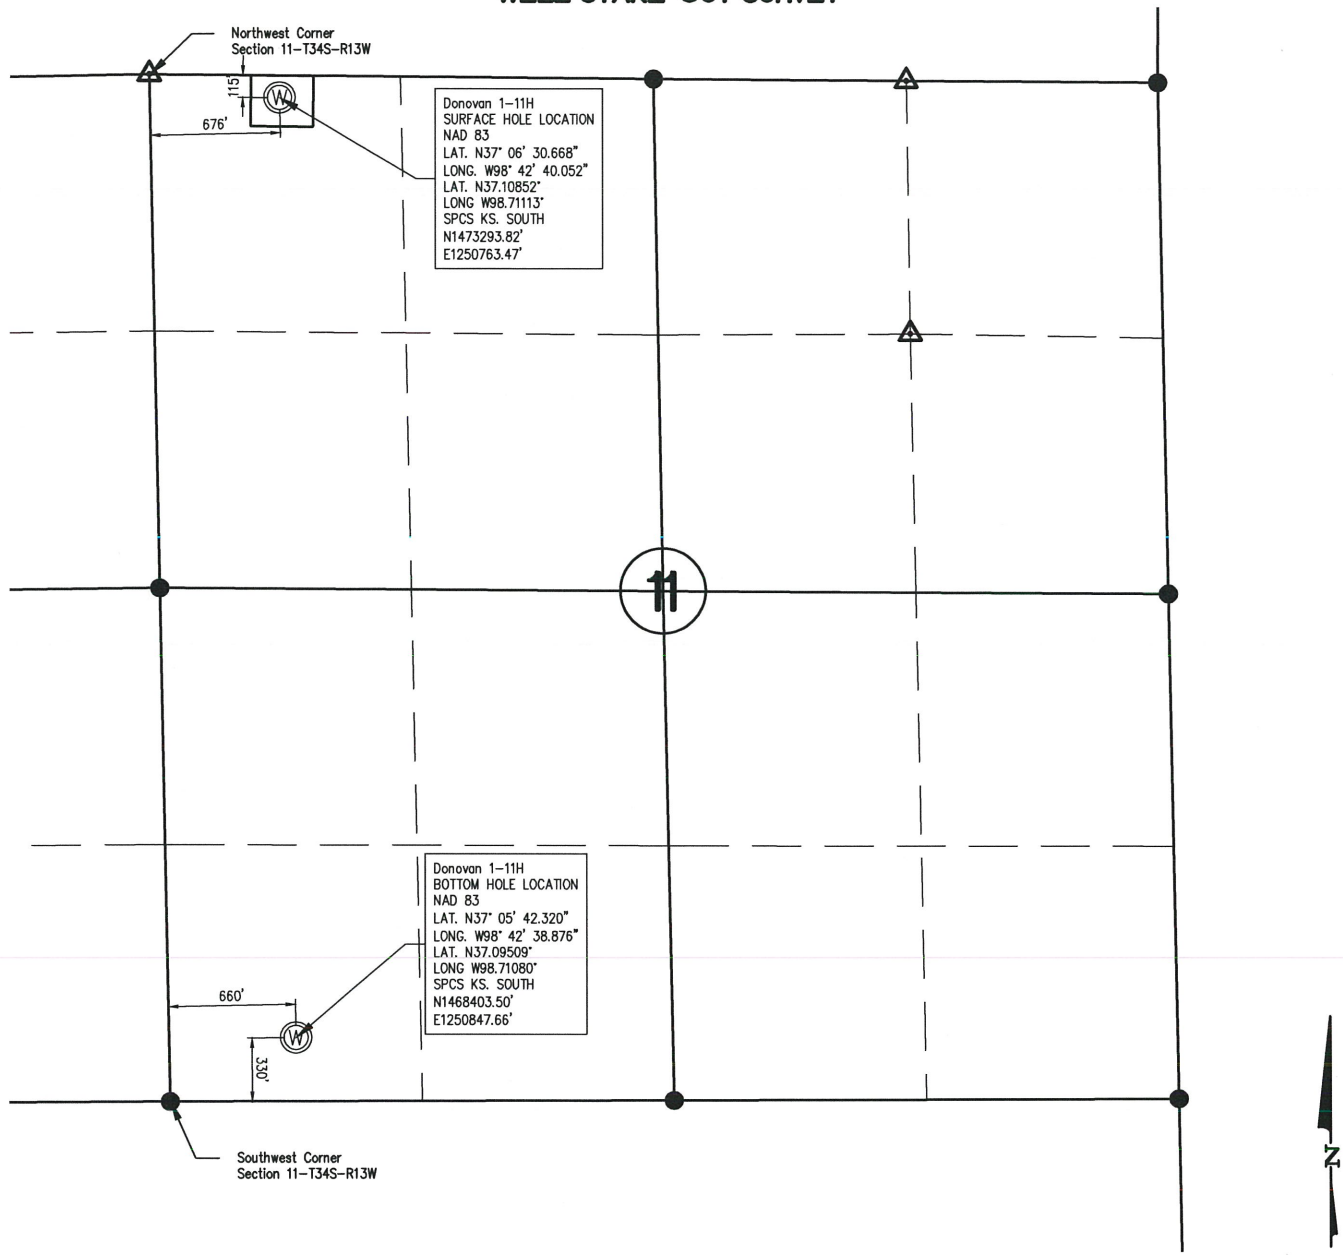 Northwest Corner
Section 11-T34S-R13W
115'
676'
Donovan 1-11H
SURFACE HOLE LOCATION
NAD 83
LAT. N37° 06' 30.668"
LONG. W98° 42' 40.052"
LAT. N37.10852°
LONG W98.71113°
SPCS KS. SOUTH
N1473293.82'
E1250763.47'
11
Donovan 1-11H
BOTTOM HOLE LOCATION
NAD 83
LAT. N37° 05' 42.320"
LONG. W98° 42' 38.876"
LAT. N37.09509°
LONG W98.71080°
SPCS KS. SOUTH
N1468403.50'
E1250847.66'
660'
W
W
330'
Southwest Corner
Section 11-T34S-R13W
N